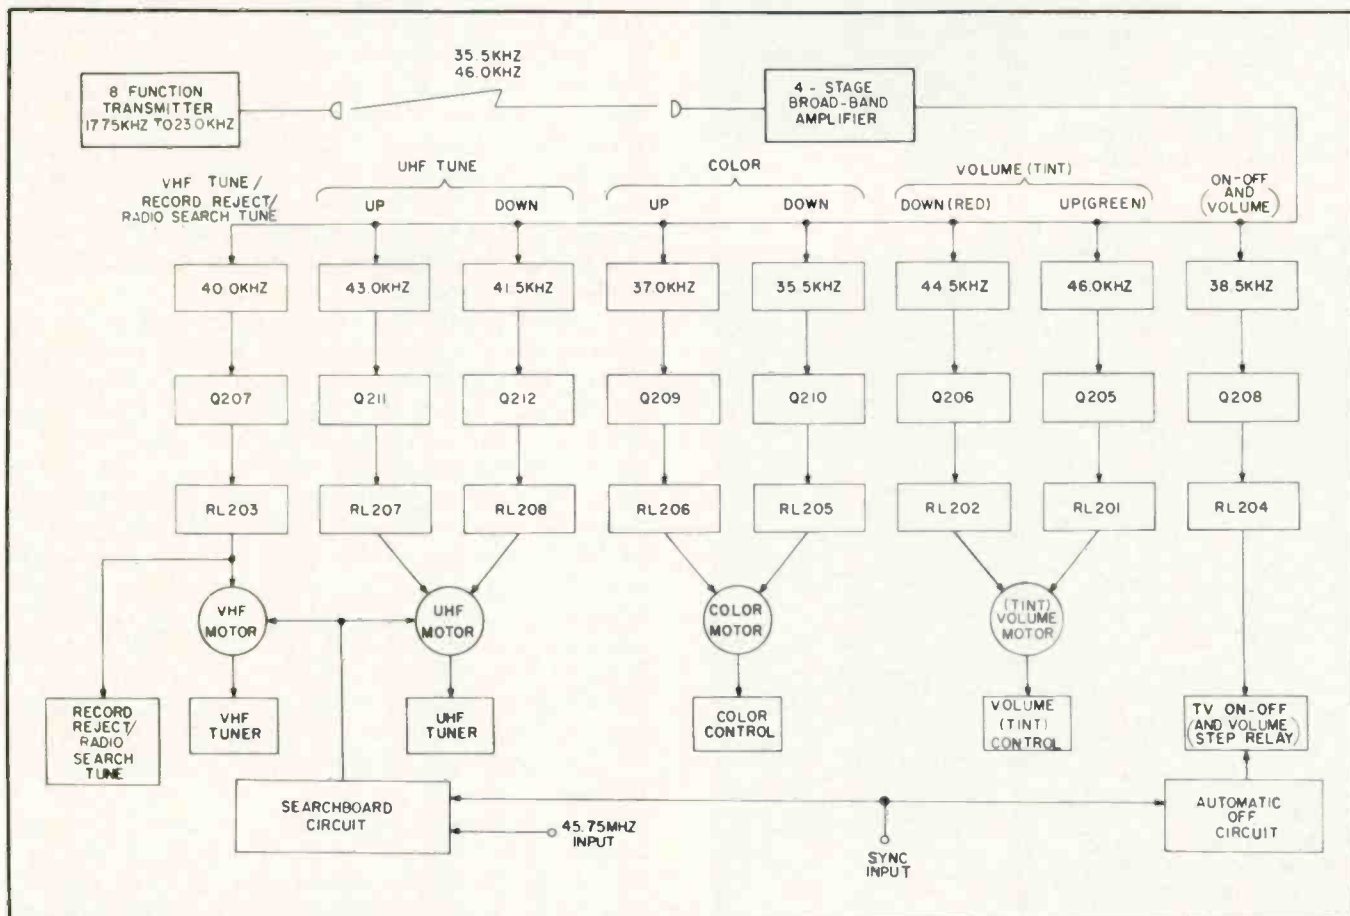 35.5KHZ
46.0KHZ
8 FUNCTION
TRANSMITTER
17.75KHZ TO 23.0KHZ
4 - STAGE
BROAD-BAND
AMPLIFIER
VHF TUNE /
RECORD REJECT/
RADIO SEARCH TUNE
UHF TUNE
UP
DOWN
COLOR
UP
DOWN
VOLUME (TINT)
DOWN (RED)
UP(GREEN)
ON-OFF
(AND
VOLUME)
40.0KHZ
43.0KHZ
41.5KHZ
37.0KHZ
35.5KHZ
44.5KHZ
46.0KHZ
38.5KHZ
Q207
Q211
Q212
Q209
Q210
Q206
Q205
Q208
RL203
RL207
RL208
RL206
RL205
RL202
RL201
RL204
VHF
MOTOR
UHF
MOTOR
COLOR
MOTOR
(TINT)
VOLUME
MOTOR
RECORD
REJECT/
RADIO
SEARCH
TUNE
VHF
TUNER
UHF
TUNER
COLOR
CONTROL
VOLUME
(TINT)
CONTROL
TV ON-OFF
(AND VOLUME
STEP RELAY)
SEARCHBOARD
CIRCUIT
45.75MHZ
INPUT
SYNC
INPUT
AUTOMATIC
OFF
CIRCUIT